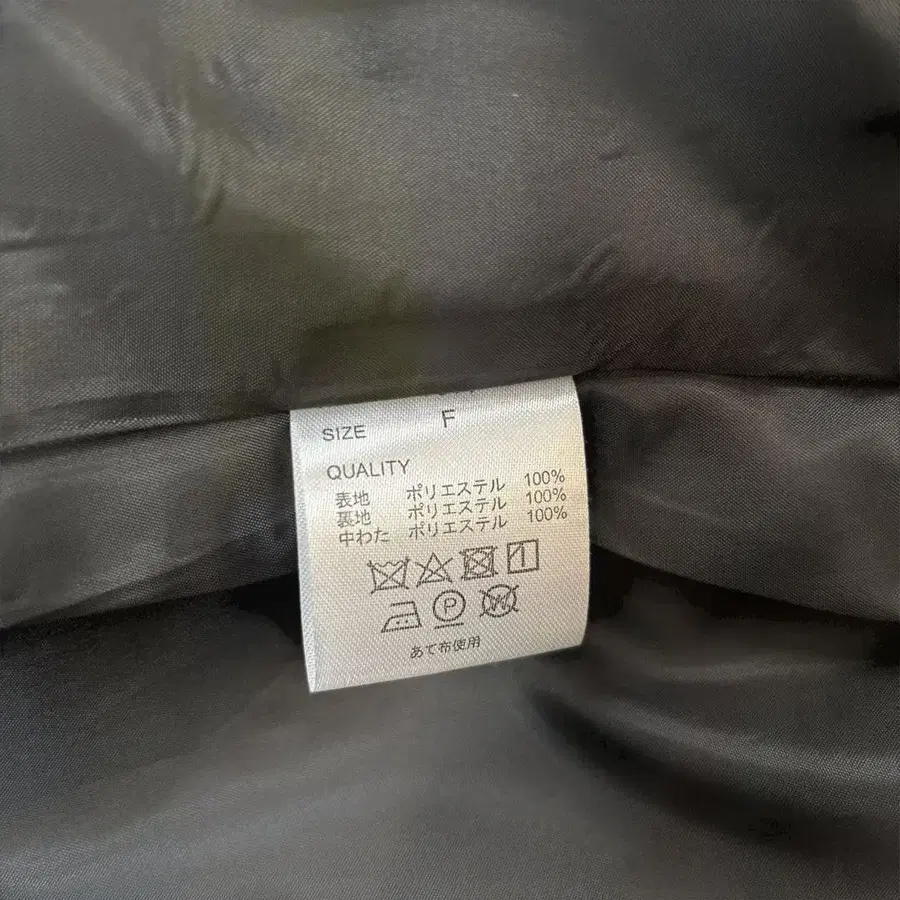 SIZE F
QUALITY
表地 ポリエステル 100%
裏地 ポリエステル 100%
中わた ポリエステル 100%
P W
あて布使用